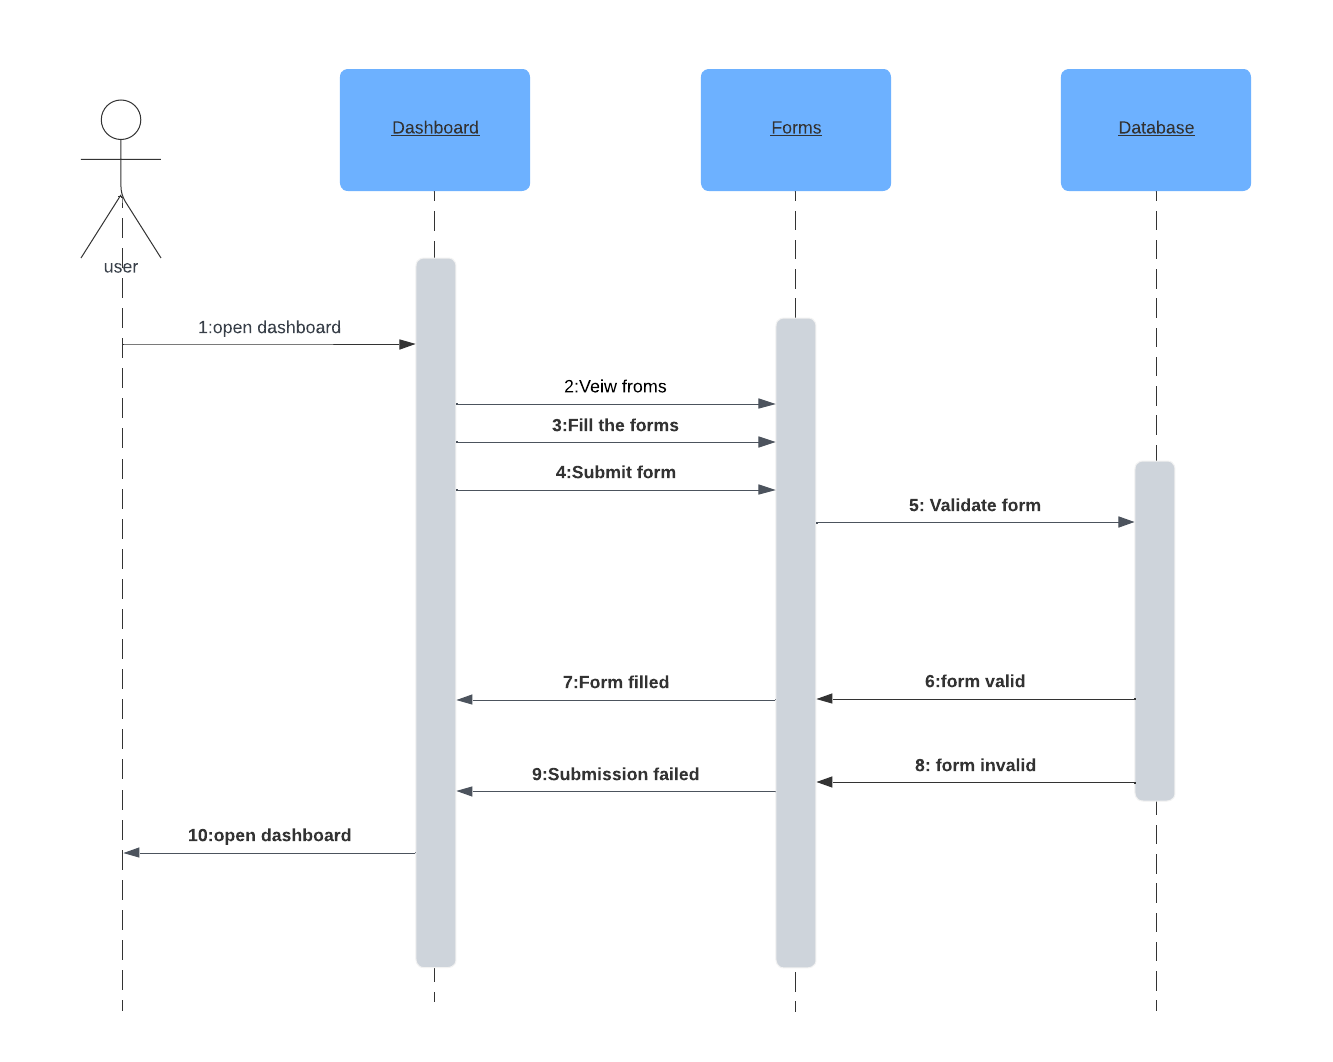 Dashboard
Forms
Database
user
1:open dashboard
2:Veiw froms
3:Fill the forms
4:Submit form
5: Validate form
6:form valid
7:Form filled
8: form invalid
9:Submission failed
10:open dashboard